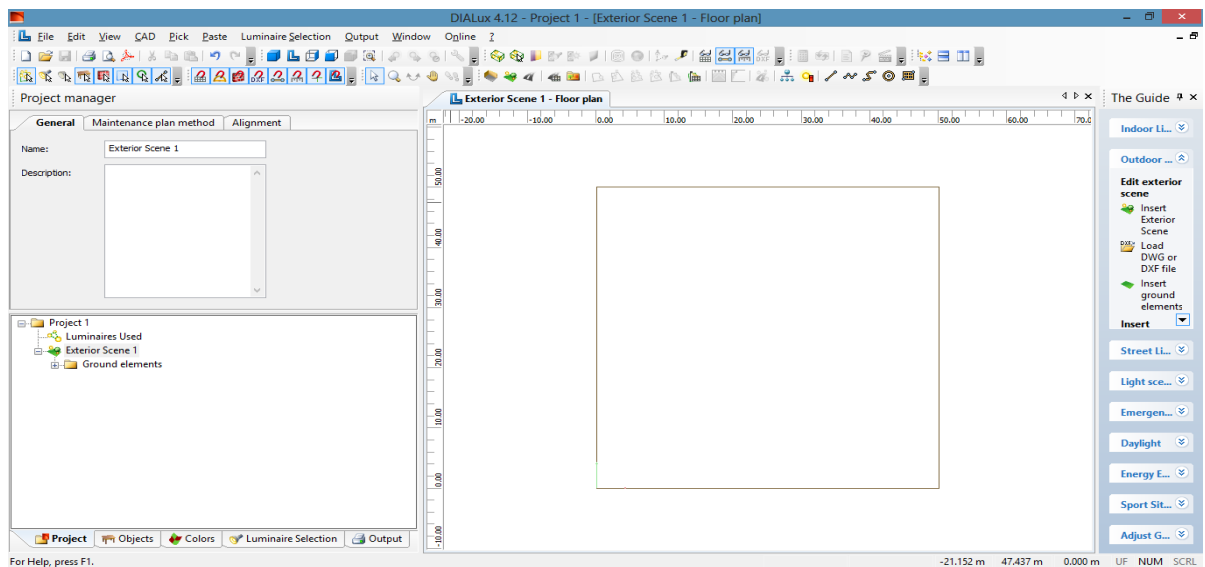 DIALux 4.12 - Project 1 - [Exterior Scene 1 - Floor plan]
File Edit View CAD Pick Paste Luminaire Selection Output Window Online ?
Project manager
General Maintenance plan method Alignment
Name: Exterior Scene 1
Description:
Project 1
Luminaires Used
Exterior Scene 1
Ground elements
Project Objects Colors Luminaire Selection Output
Exterior Scene 1 - Floor plan
m -20.00 -10.00 0.00 10.00 20.00 30.00 40.00 50.00 60.00 70.0
50.00
40.00
30.00
20.00
10.00
0.00
-10.00
The Guide
Indoor Li...
Outdoor ...
Edit exterior
scene
Insert
Exterior
Scene
Load
DWG or
DXF file
Insert
ground
elements
Insert
Street Li...
Light sce...
Emergen...
Daylight
Energy E...
Sport Sit...
Adjust G...
For Help, press F1. -21.152 m 47.437 m 0.000 m UF NUM SCRL